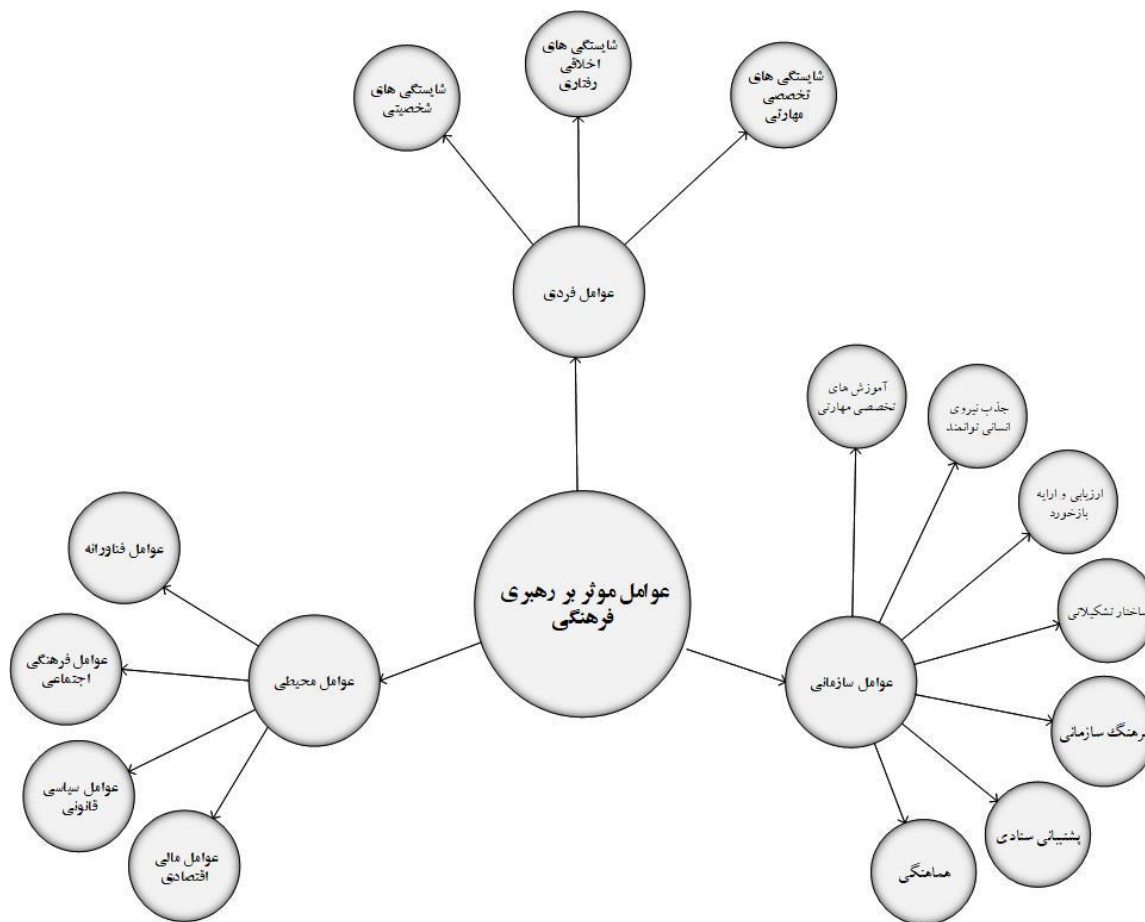 شایستگی های
اخلاقی
رفتاری
شایستگی های
تخصصی
مهارتی
شایستگی های
شخصیتی
عوامل فردی
آموزش های
تخصصی مهارتی
جذب نیروی
انسانی توانمند
ارزیابی و ارایه
بازخورد
ساختار تشکیلاتی
فرهنگ سازمانی
پشتیبانی ستادی
هماهنگی
عوامل سازمانی
عوامل موثر بر رهبری
فرهنگی
عوامل محیطی
عوامل فناورانه
عوامل فرهنگی
اجتماعی
عوامل سیاسی
قانونی
عوامل مالی
اقتصادی